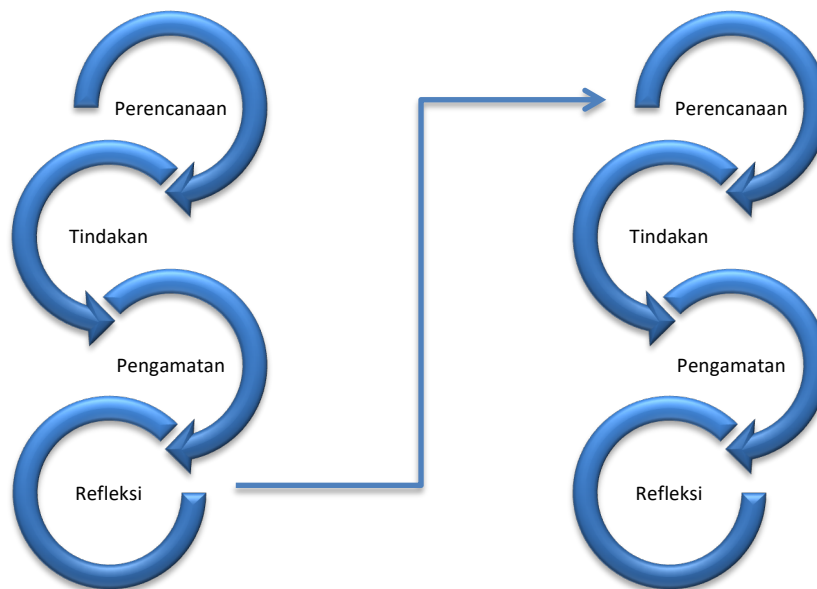 Perencanaan
Tindakan
Pengamatan
Refleksi
Perencanaan
Tindakan
Pengamatan
Refleksi